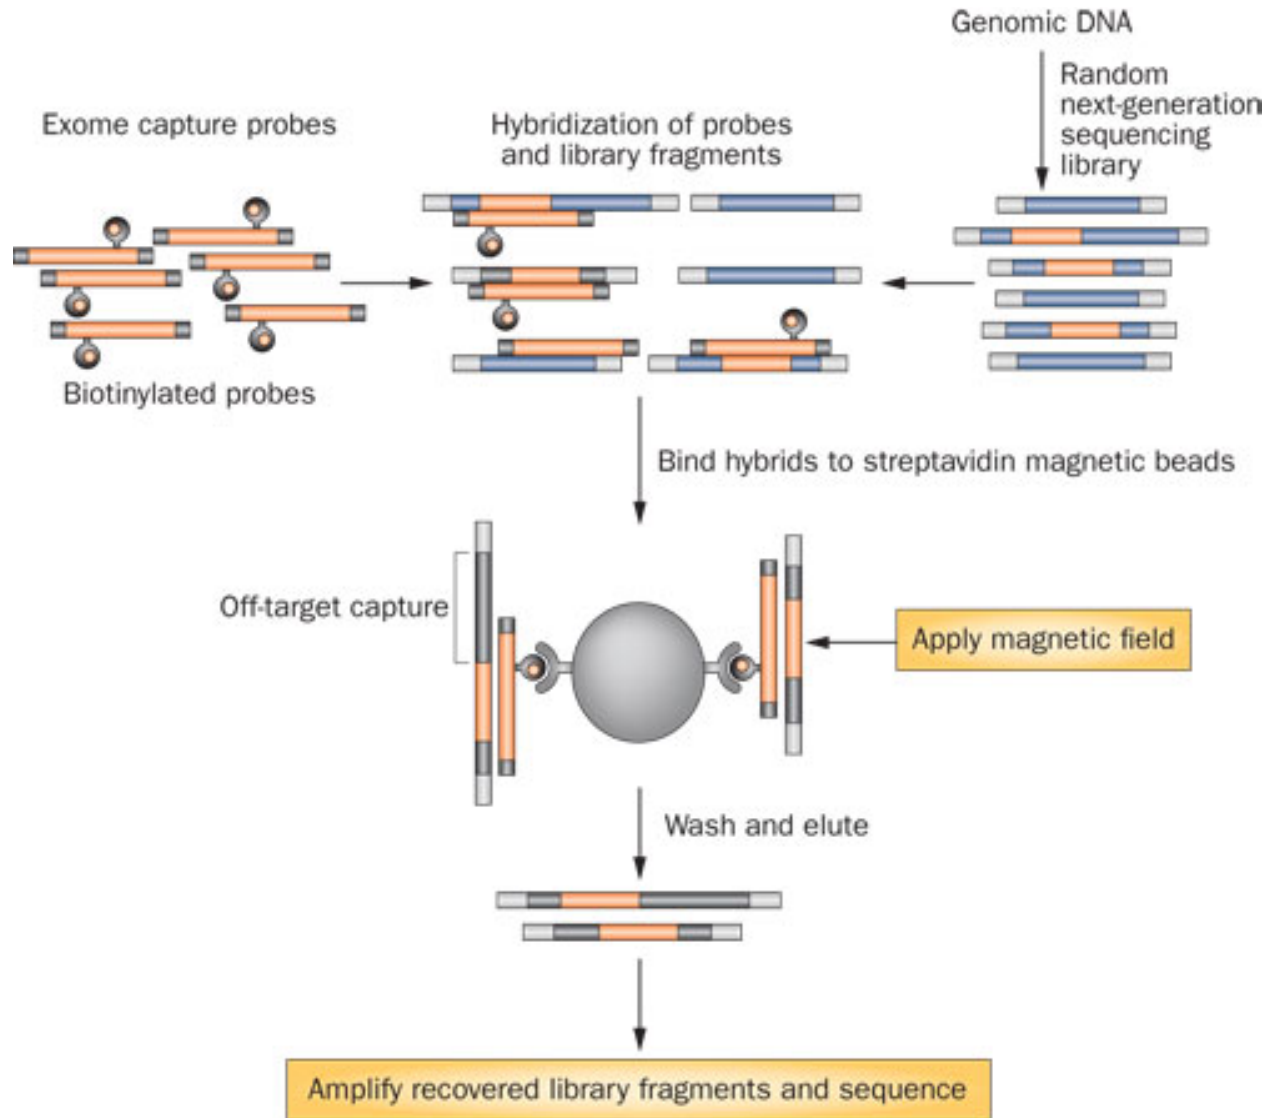 Genomic DNA
Random
next-generation
sequencing
library
Exome capture probes
Hybridization of probes
and library fragments
Biotinylated probes
Bind hybrids to streptavidin magnetic beads
Off-target capture
Apply magnetic field
Wash and elute
Amplify recovered library fragments and sequence